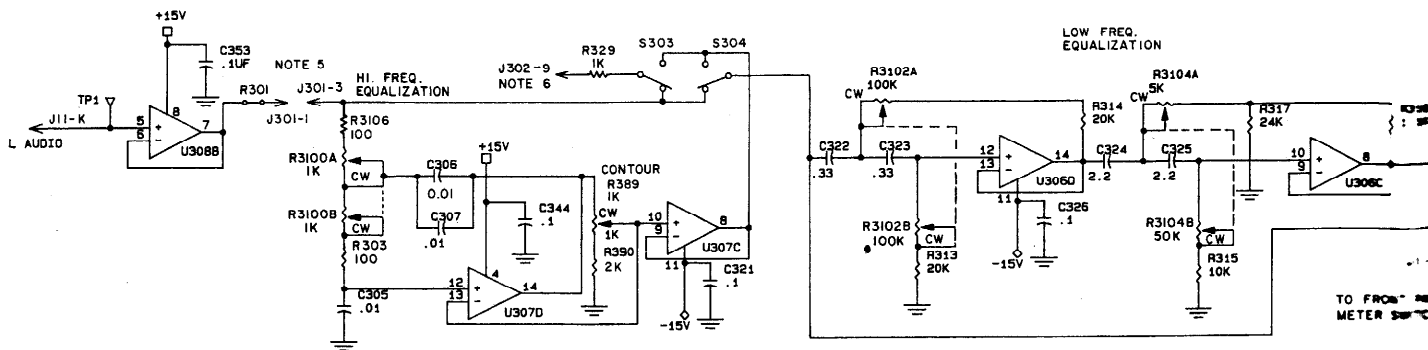 +15V
C353
.1UF
TP1
J11-K
L AUDIO
5
6
8
7
U308B
R301
NOTE 5
J301-3
J301-1
HI. FREQ.
EQUALIZATION
R3106
100
R3100A
1K
CW
R3100B
1K
CW
R303
100
C305
.01
C306
0.01
C307
.01
+15V
C344
.1
4
12
13
14
U307D
CONTOUR
R389
1K
CW
1K
R390
2K
10
9
8
11
U307C
C321
.1
-15V
J302-9
NOTE 6
R329
1K
S303
S304
LOW FREQ.
EQUALIZATION
R3102A
100K
CW
C322
.33
C323
.33
R3102B
100K
CW
R313
20K
12
13
14
11
U306D
C326
.1
-15V
R314
20K
C324
2.2
R3104A
5K
CW
C325
2.2
R317
24K
R3104B
50K
CW
R315
10K
10
9
8
U306C
TO FRONT
METER